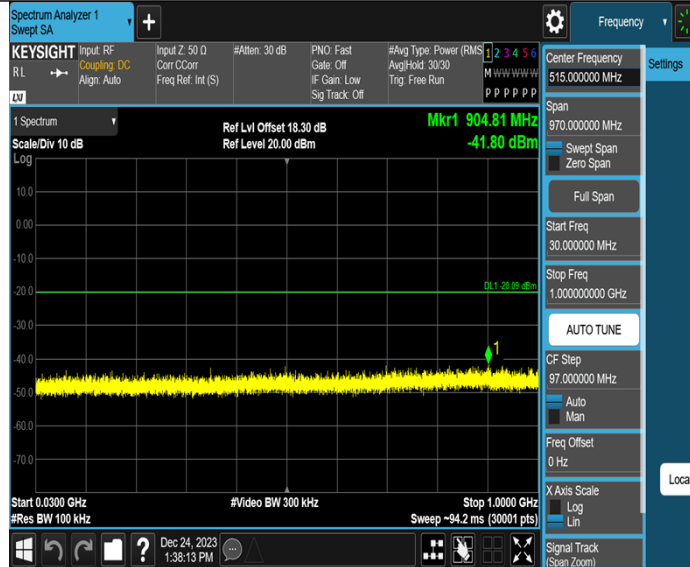 Spectrum Analyzer 1
Swept SA
+
Frequency
KEYSIGHT
RL
LXI
Input: RF
Coupling: DC
Align: Auto
Input Z: 50 Ω
Corr CCorr
Freq Ref: Int (S)
#Atten: 30 dB
PNO: Fast
Gate: Off
IF Gain: Low
Sig Track: Off
#Avg Type: Power (RMS
Avg|Hold: 30/30
Trig: Free Run
1 2 3 4 5 6
M W W W W W
P P P P P P
1 Spectrum
Scale/Div 10 dB
Log
Ref Lvl Offset 18.30 dB
Ref Level 20.00 dBm
Mkr1 904.81 MHz
-41.80 dBm
10.0
0.00
-10.0
-20.0
-30.0
-40.0
-50.0
-60.0
-70.0
DL1 -20.09 dBm
1
Start 0.0300 GHz
#Res BW 100 kHz
#Video BW 300 kHz
Stop 1.0000 GHz
Sweep ~94.2 ms (30001 pts)
Dec 24, 2023
1:38:13 PM
?
Center Frequency
515.000000 MHz
Span
970.000000 MHz
Swept Span
Zero Span
Full Span
Start Freq
30.000000 MHz
Stop Freq
1.000000000 GHz
AUTO TUNE
CF Step
97.000000 MHz
Auto
Man
Freq Offset
0 Hz
X Axis Scale
Log
Lin
Signal Track
(Span Zoom)
Settings
Loca